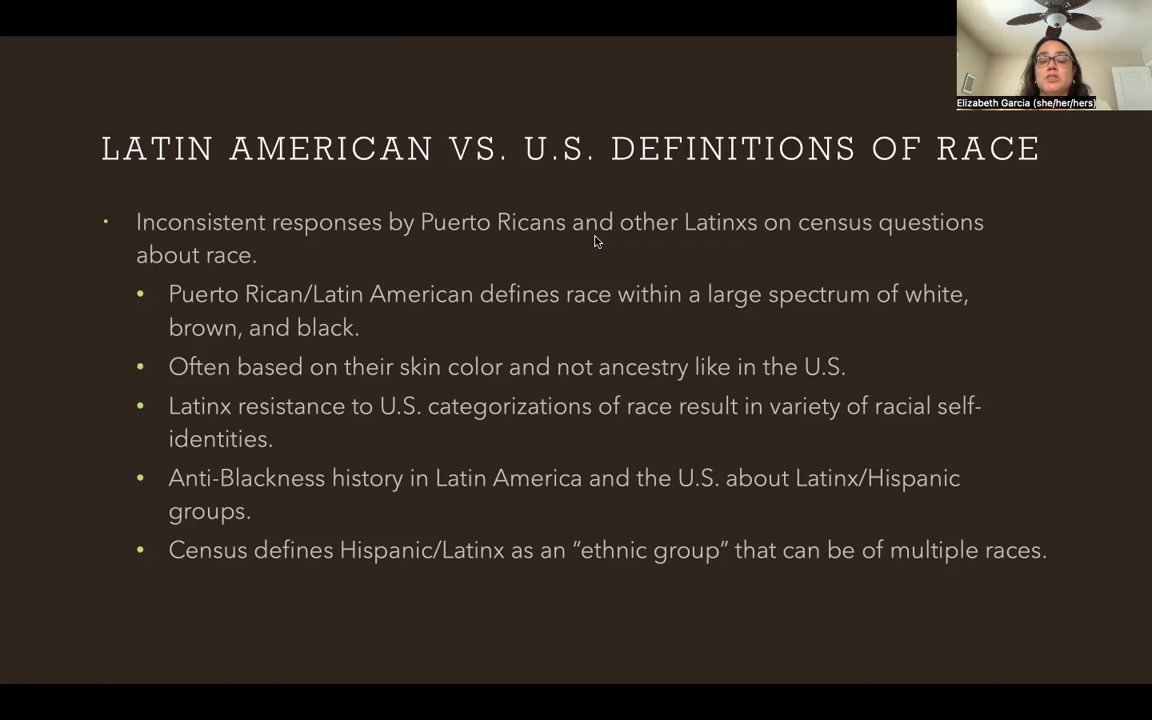 Elizabeth Garcia (she/her/hers)
LATIN AMERICAN VS. U.S. DEFINITIONS OF RACE
• Inconsistent responses by Puerto Ricans and other Latinxs on census questions
about race.
• Puerto Rican/Latin American defines race within a large spectrum of white,
brown, and black.
• Often based on their skin color and not ancestry like in the U.S.
• Latinx resistance to U.S. categorizations of race result in variety of racial self-
identities.
• Anti-Blackness history in Latin America and the U.S. about Latinx/Hispanic
groups.
• Census defines Hispanic/Latinx as an “ethnic group” that can be of multiple races.